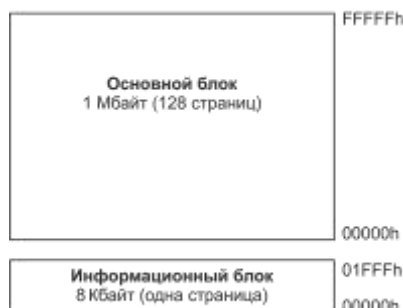 FFFFFh
Основной блок
1 Мбайт (128 страниц)
00000h
01FFFh
Информационный блок
8 Кбайт (одна страница)
00000h